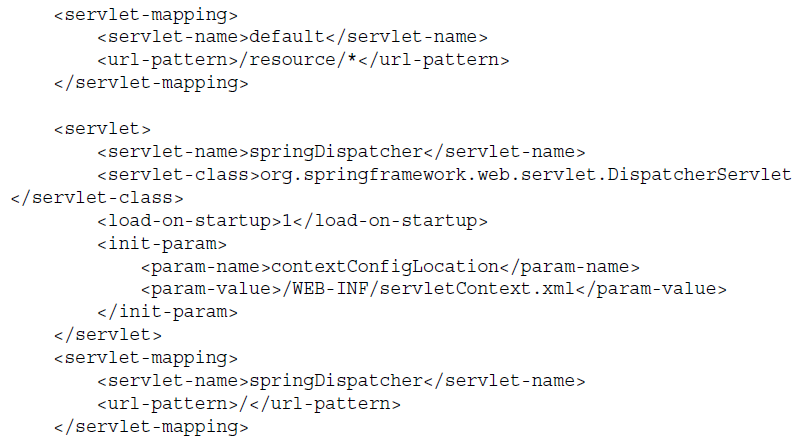 <servlet-mapping>
<servlet-name>default</servlet-name>
<url-pattern>/resource/*</url-pattern>
</servlet-mapping>
<servlet>
<servlet-name>springDispatcher</servlet-name>
<servlet-class>org.springframework.web.servlet.DispatcherServlet
</servlet-class>
<load-on-startup>1</load-on-startup>
<init-param>
<param-name>contextConfigLocation</param-name>
<param-value>/WEB-INF/servletContext.xml</param-value>
</init-param>
</servlet>
<servlet-mapping>
<servlet-name>springDispatcher</servlet-name>
<url-pattern>/</url-pattern>
</servlet-mapping>